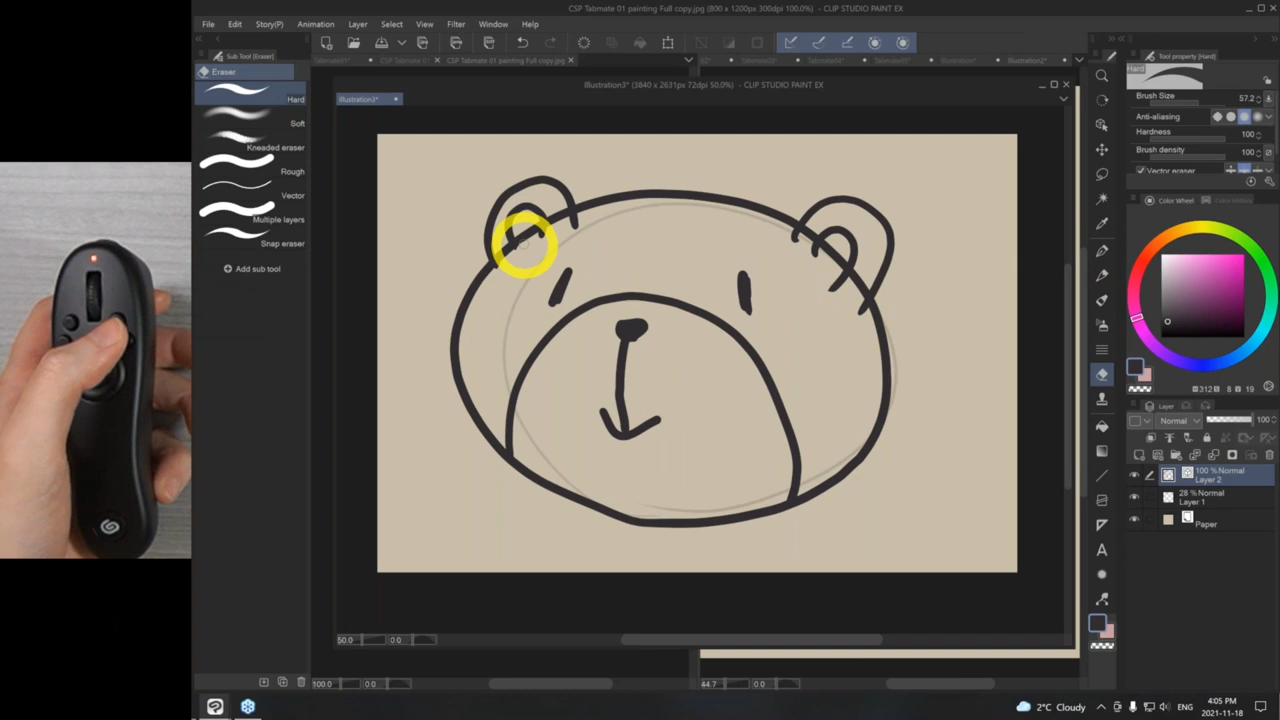 CSP Tabmate 01 painting Full copy.jpg (800 x 1200px 300dpi 100.0%) - CLIP STUDIO PAINT EX
File Edit View Story(P) Animation Layer Select View Filter Window Help
Sub Tool [Eraser]
CSP Tabmate 01 painting Full copy.jpg
Illustration2*
Tool property [Hard]
Eraser
Hard
Soft
Kneaded eraser
Rough
Vector
Multiple layers
Snap eraser
Add sub tool
Illustration3* (3840 x 2631px 72dpi 50.0%) - CLIP STUDIO PAINT EX
Illustration3*
Hard
Brush Size 57.2
Anti-aliasing
Hardness 100
Brush density 100
Vector eraser
Color Wheel
312 8 19
Layer
Normal 100
100 % Normal
Layer 2
28 % Normal
Layer 1
Paper
50.0 0 0
100.0 0 0
44.7 0 0
2°C Cloudy
ENG
4:05 PM
2021-11-18